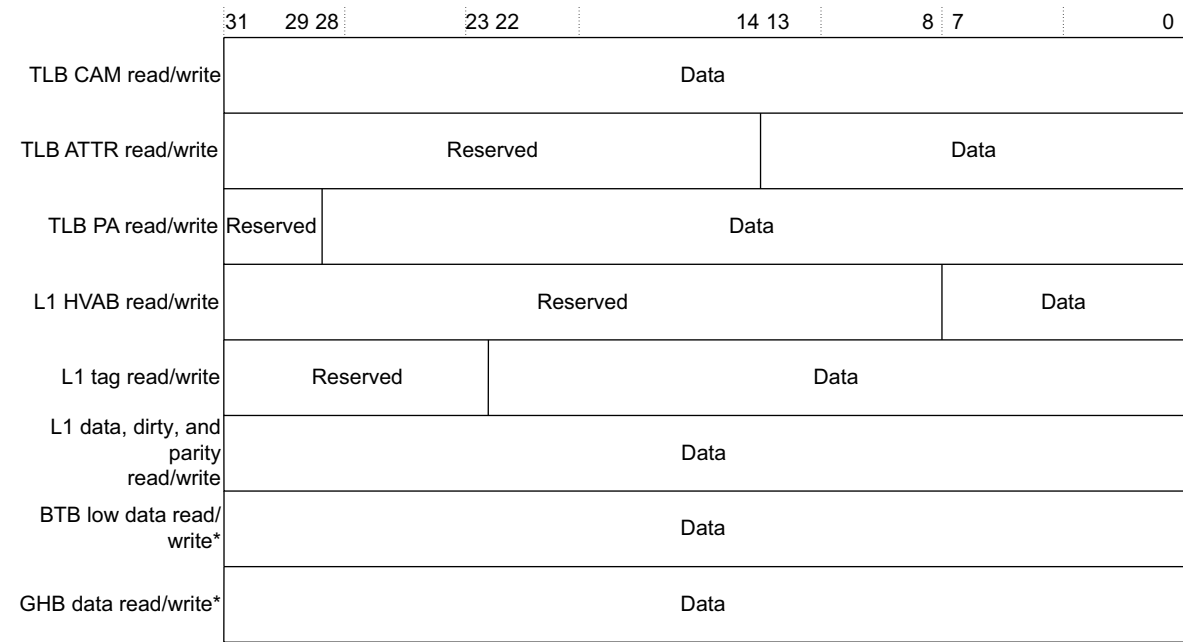 31 29 28 23 22 14 13 8 7 0
TLB CAM read/write Data
TLB ATTR read/write Reserved Data
TLB PA read/write Reserved Data
L1 HVAB read/write Reserved Data
L1 tag read/write Reserved Data
L1 data, dirty, and
parity
read/write
Data
BTB low data read/
write*
Data
GHB data read/write* Data